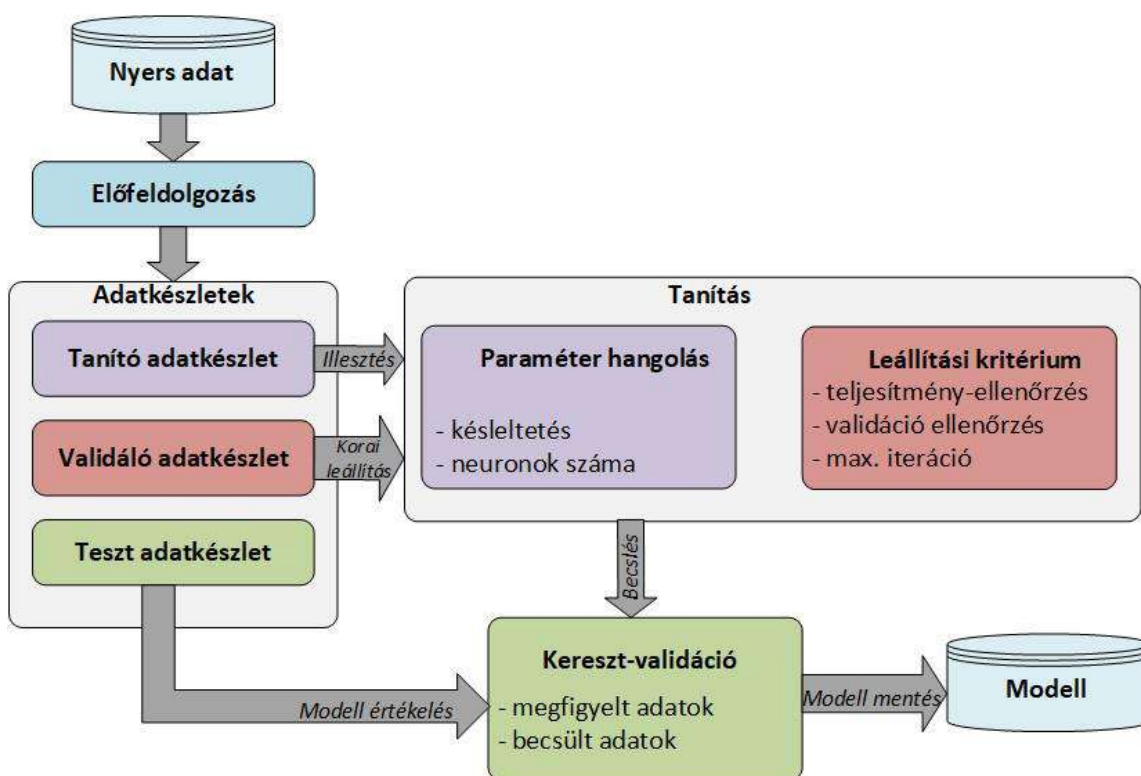 Nyers adat
Előfeldolgozás
Adatkészletek
Tanító adatkészlet
Validáló adatkészlet
Teszt adatkészlet
Illesztés
Korai
leállítás
Tanítás
Paraméter hangolás
- késleltetés
- neuronok száma
Leállítási kritérium
- teljesítmény-ellenőrzés
- validáció ellenőrzés
- max. iteráció
Becslés
Modell értékelés
Kereszt-validáció
- megfigyelt adatok
- becsült adatok
Modell mentés
Modell